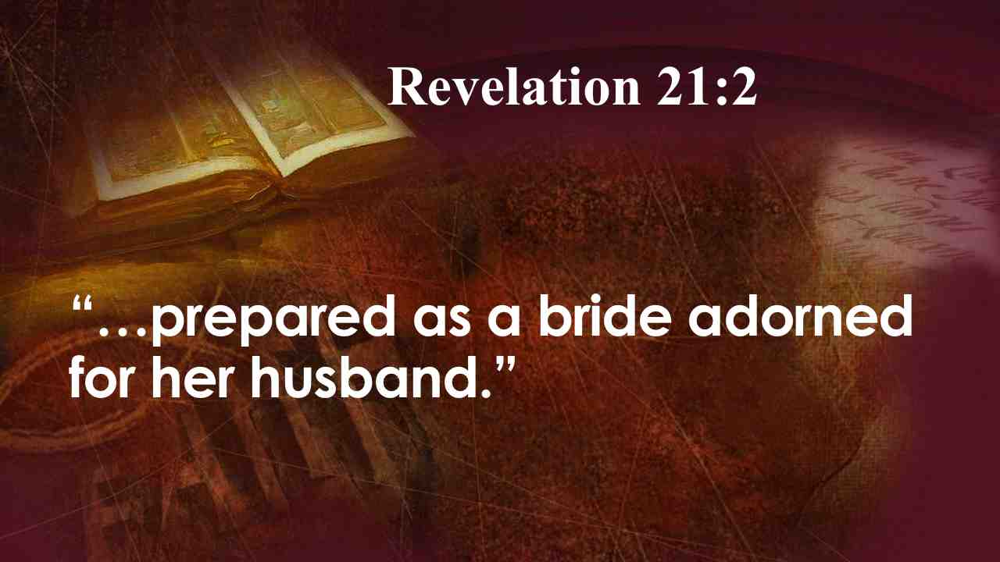 Revelation 21:2
“…prepared as a bride adorned
for her husband.”